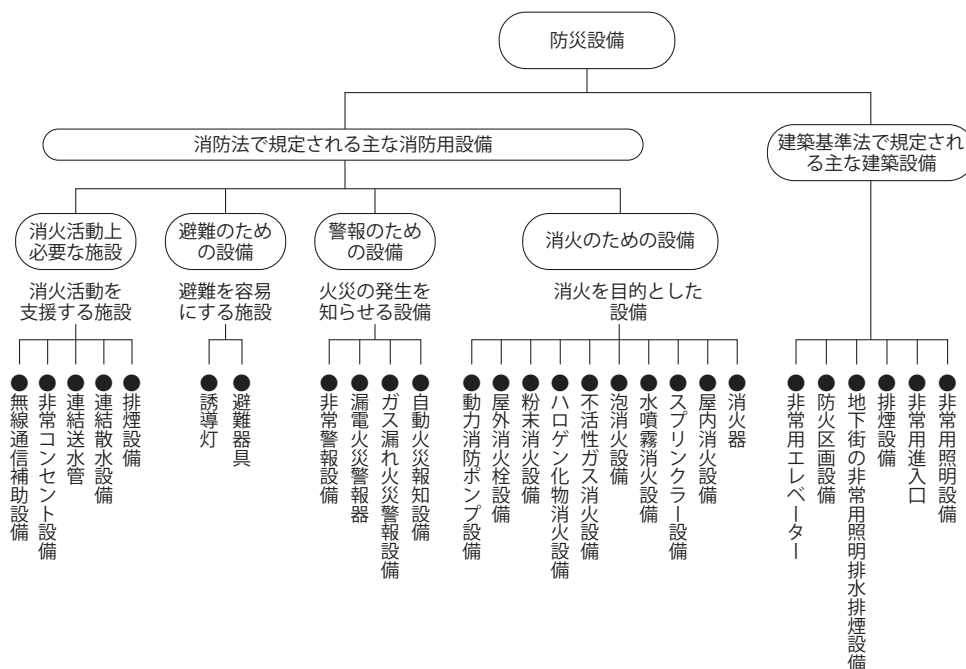 防災設備
消防法で規定される主な消防用設備
建築基準法で規定され
る主な建築設備
消火活動上
必要な施設
避難のため
の設備
警報のため
の設備
消火のための設備
消火活動を
支援する施設
避難を容易
にする施設
火災の発生を
知らせる設備
消火を目的とした
設備
●無線通信補助設備
●非常コンセント設備
●連結送水管
●連結散水設備
●排煙設備
●誘導灯
●避難器具
●非常警報設備
●漏電火災警報器
●ガス漏れ火災警報設備
●自動火災報知設備
●動力消防ポンプ設備
●屋外消火栓設備
●粉末消火設備
●ハロゲン化物消火設備
●不活性ガス消火設備
●泡消火設備
●水噴霧消火設備
●スプリンクラー設備
●屋内消火設備
●消火器
●非常用エレベーター
●防火区画設備
●地下街の非常用照明排水排煙設備
●排煙設備
●非常用進入口
●非常用照明設備